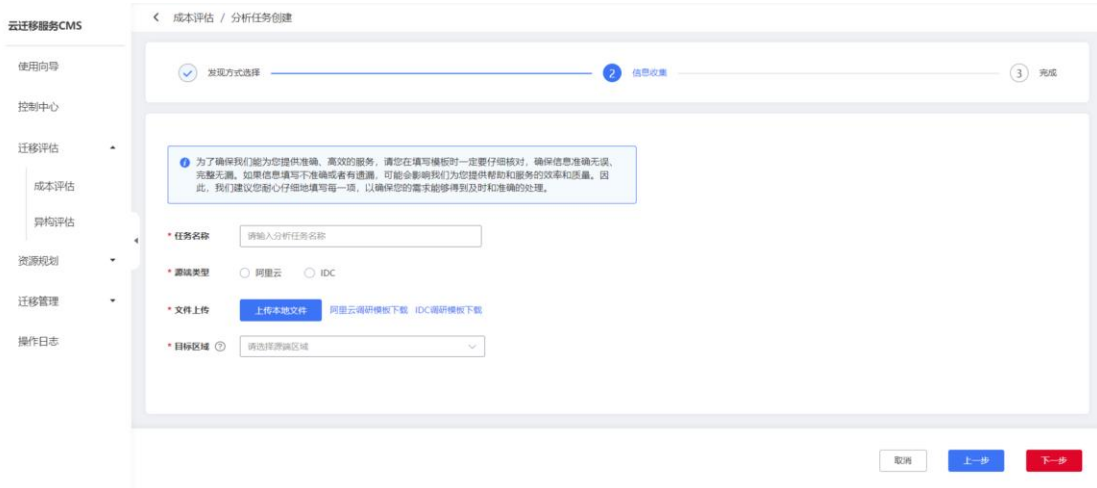 云迁移服务CMS
使用向导
控制中心
迁移评估
成本评估
异构评估
资源规划
迁移管理
操作日志
成本评估 / 分析任务创建
发现方式选择
2 信息收集
3 完成
为了确保我们能为您提供准确、高效的服务，请您在填写模板时一定要仔细核对，确保信息准确无误，
完整无漏。如果信息填写不准确或者有遗漏，可能会影响我们为您提供帮助和服务的效率和质量。因
此，我们建议您耐心仔细地填写每一项，以确保您的需求能够得到及时和准确的处理。
* 任务名称 请输入分析任务名称
* 源端类型 阿里云 IDC
* 文件上传 上传本地文件 阿里云调研模板下载 IDC调研模板下载
* 目标区域 ? 请选择源端区域
取消 上一步 下一步